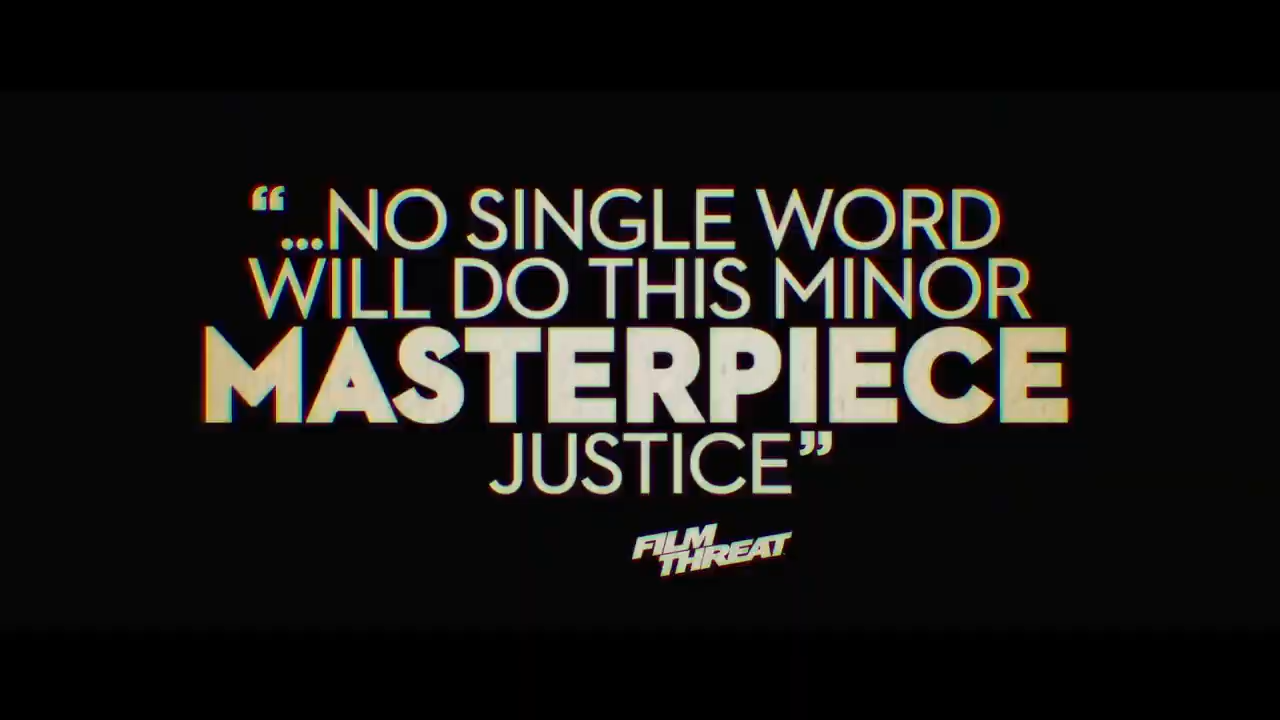 “...NO SINGLE WORD
WILL DO THIS MINOR
MASTERPIECE
JUSTICE”
FILM
THREAT